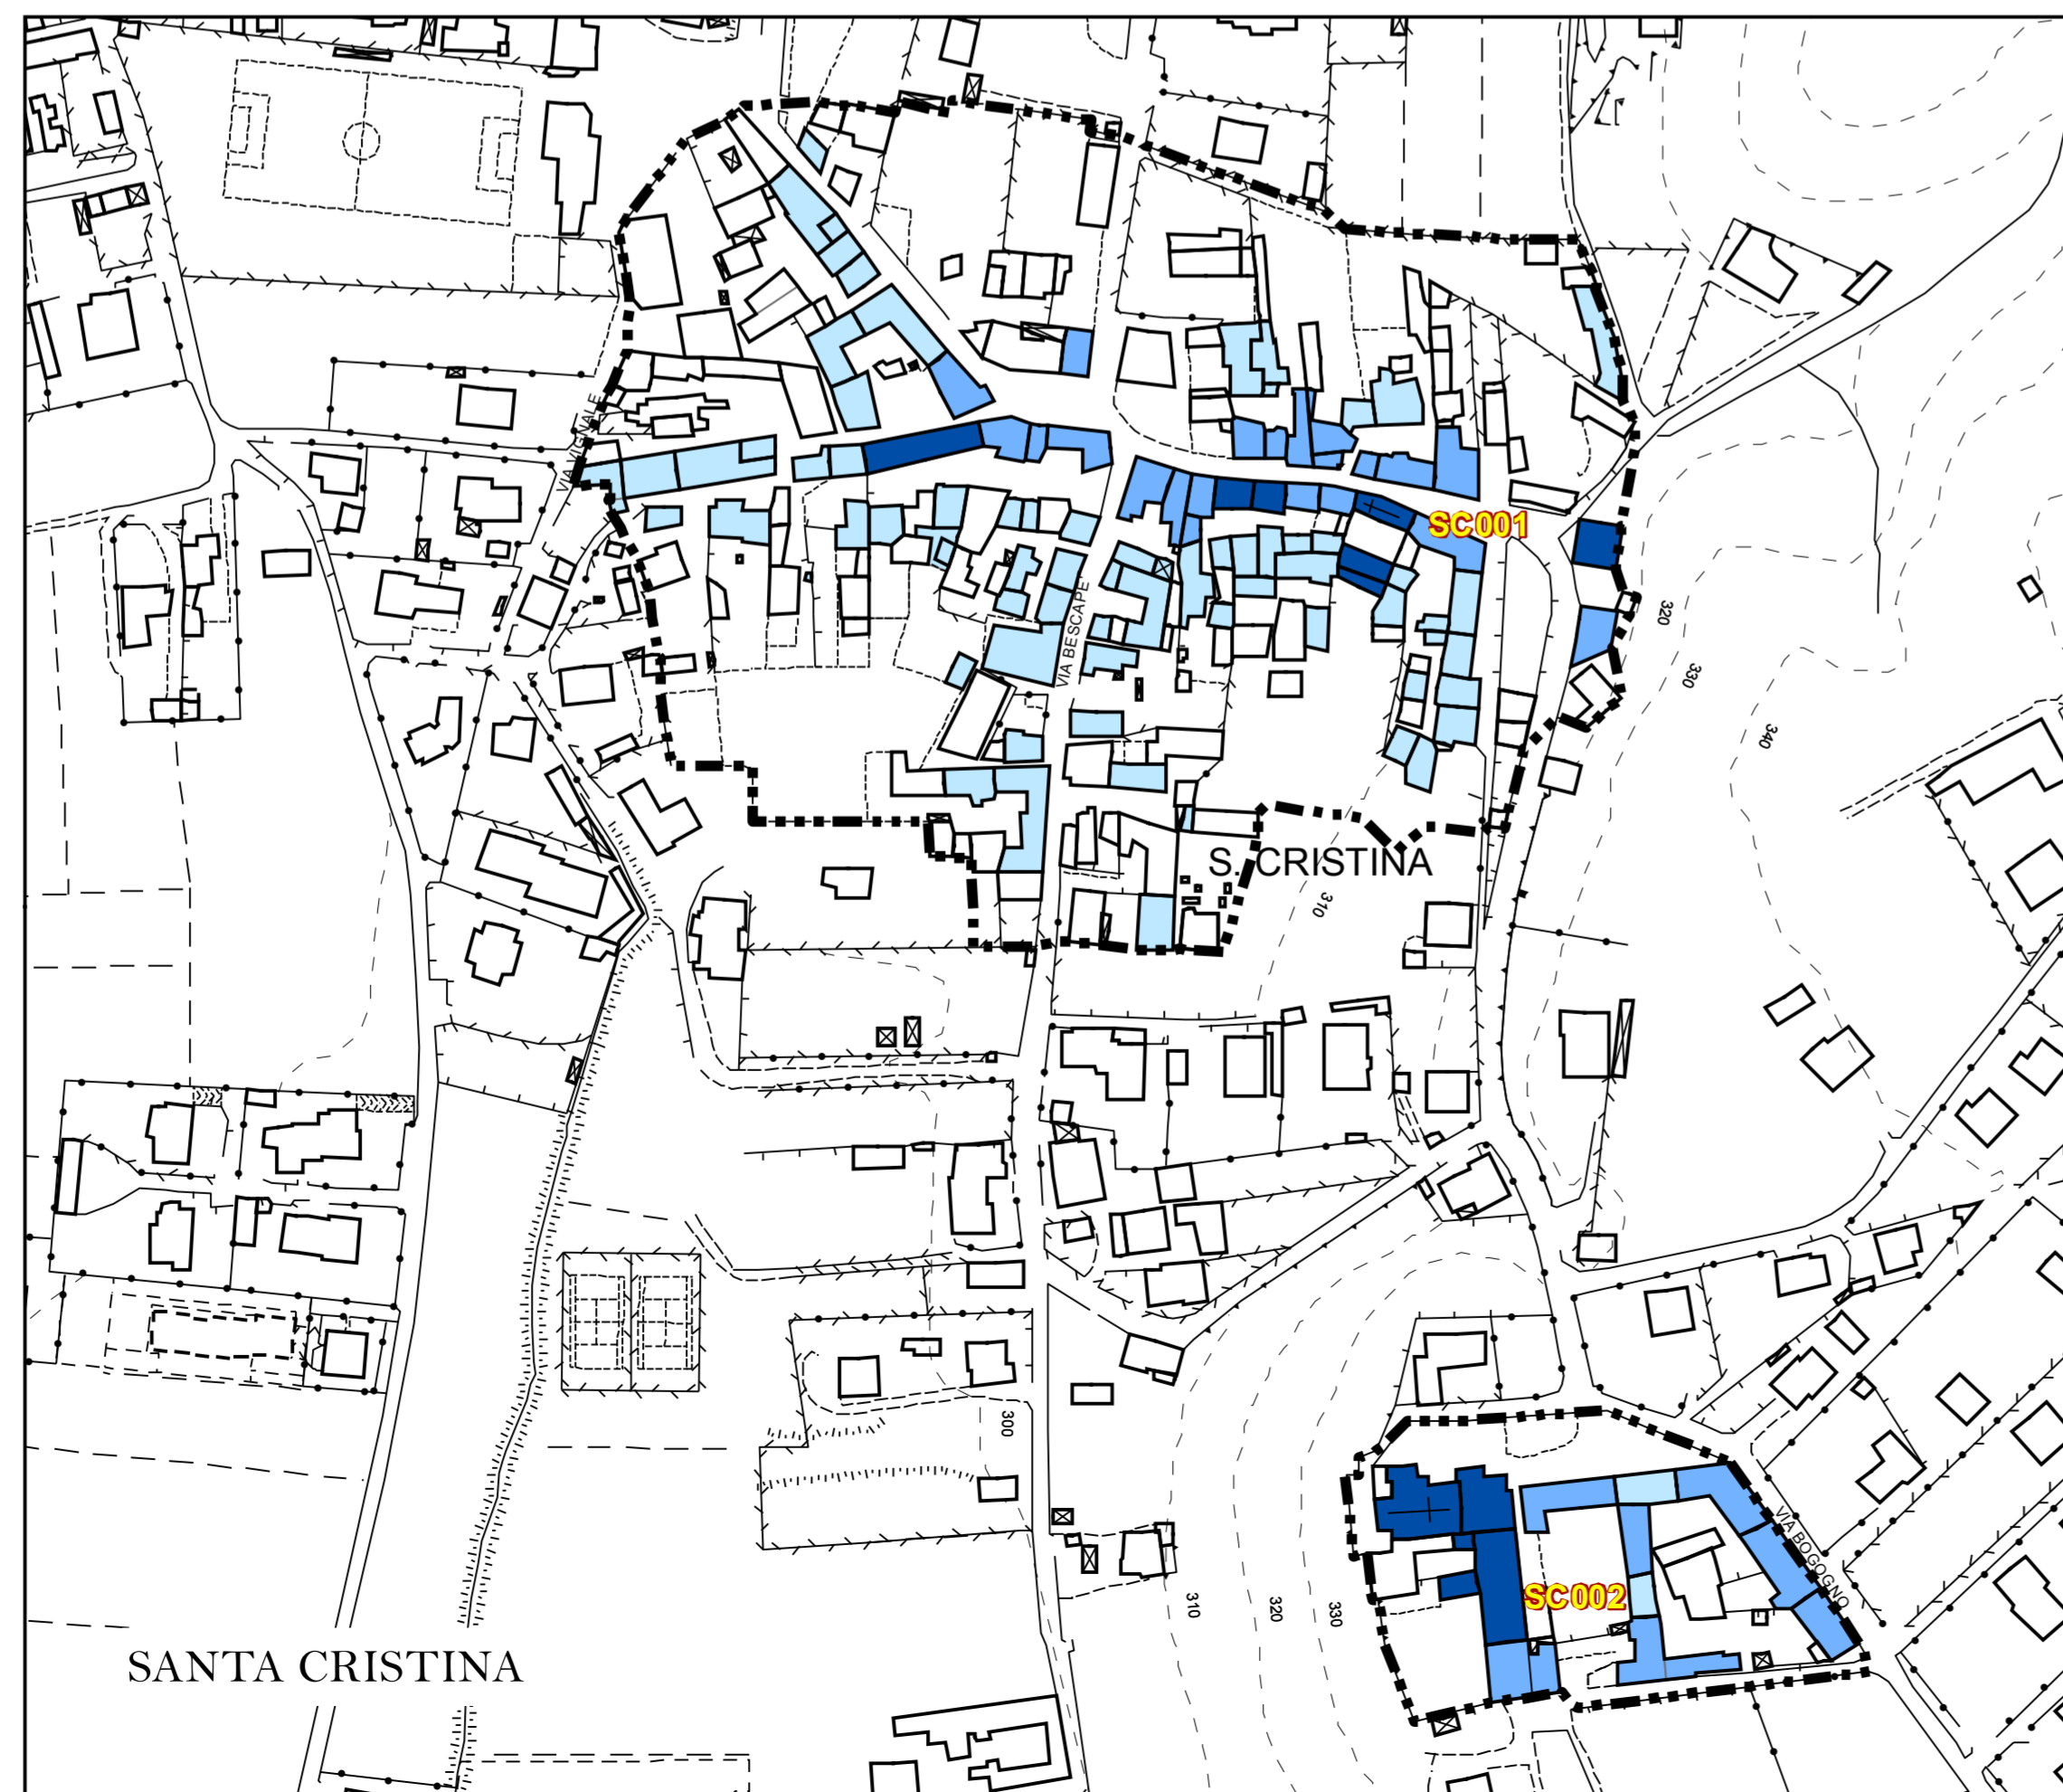 VIA VIGNALE
SC001
VIA BESCAPE'
320
330
340
S. CRISTINA
310
300
VIA BOGOGNO
310
320
330
SC002
SANTA CRISTINA